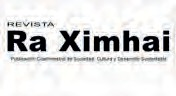 REVISTA
Ra Ximhai
Publicación Cuatrimestral de Sociedad, Cultura y Desarrollo Sustentable